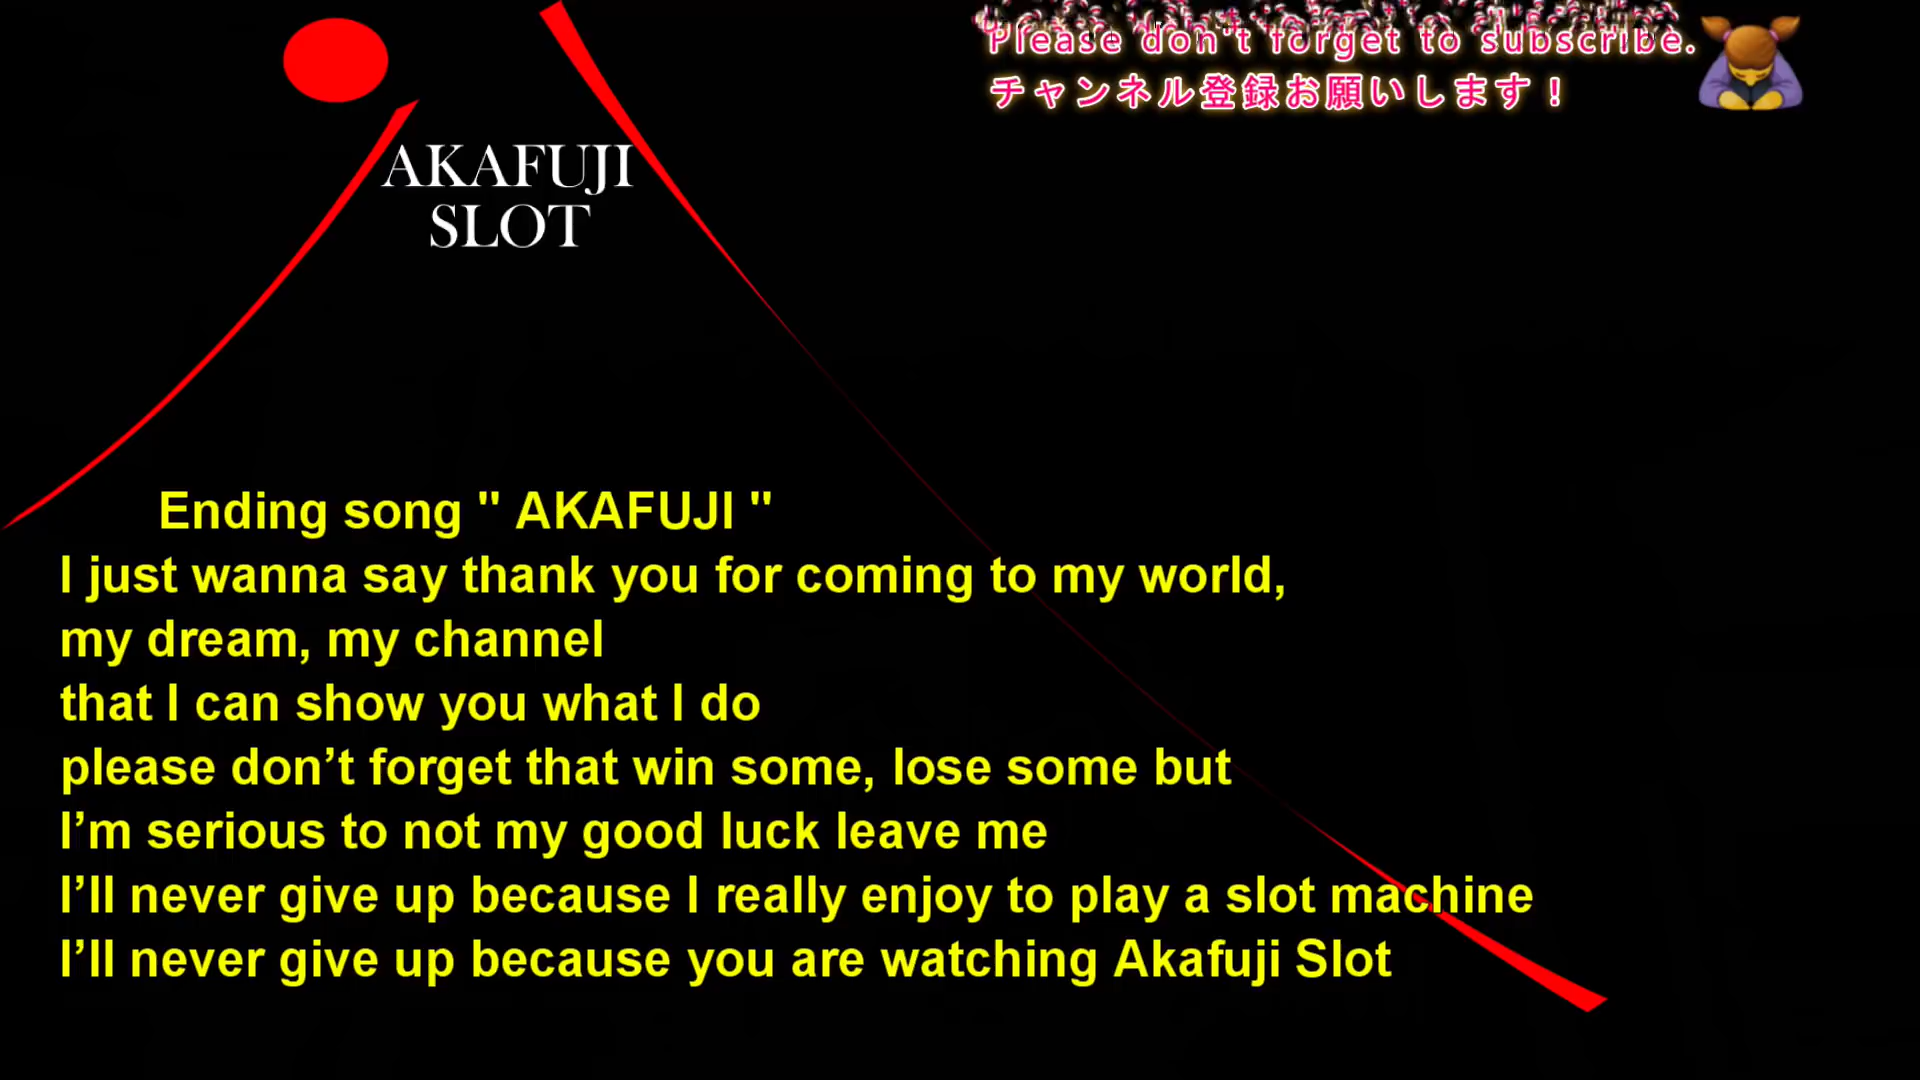 Please don't forget to subscribe.
チャンネル登録お願いします！
AKAFUJI
SLOT
Ending song " AKAFUJI "
I just wanna say thank you for coming to my world,
my dream, my channel
that I can show you what I do
please don’t forget that win some, lose some but
I’m serious to not my good luck leave me
I’ll never give up because I really enjoy to play a slot machine
I’ll never give up because you are watching Akafuji Slot